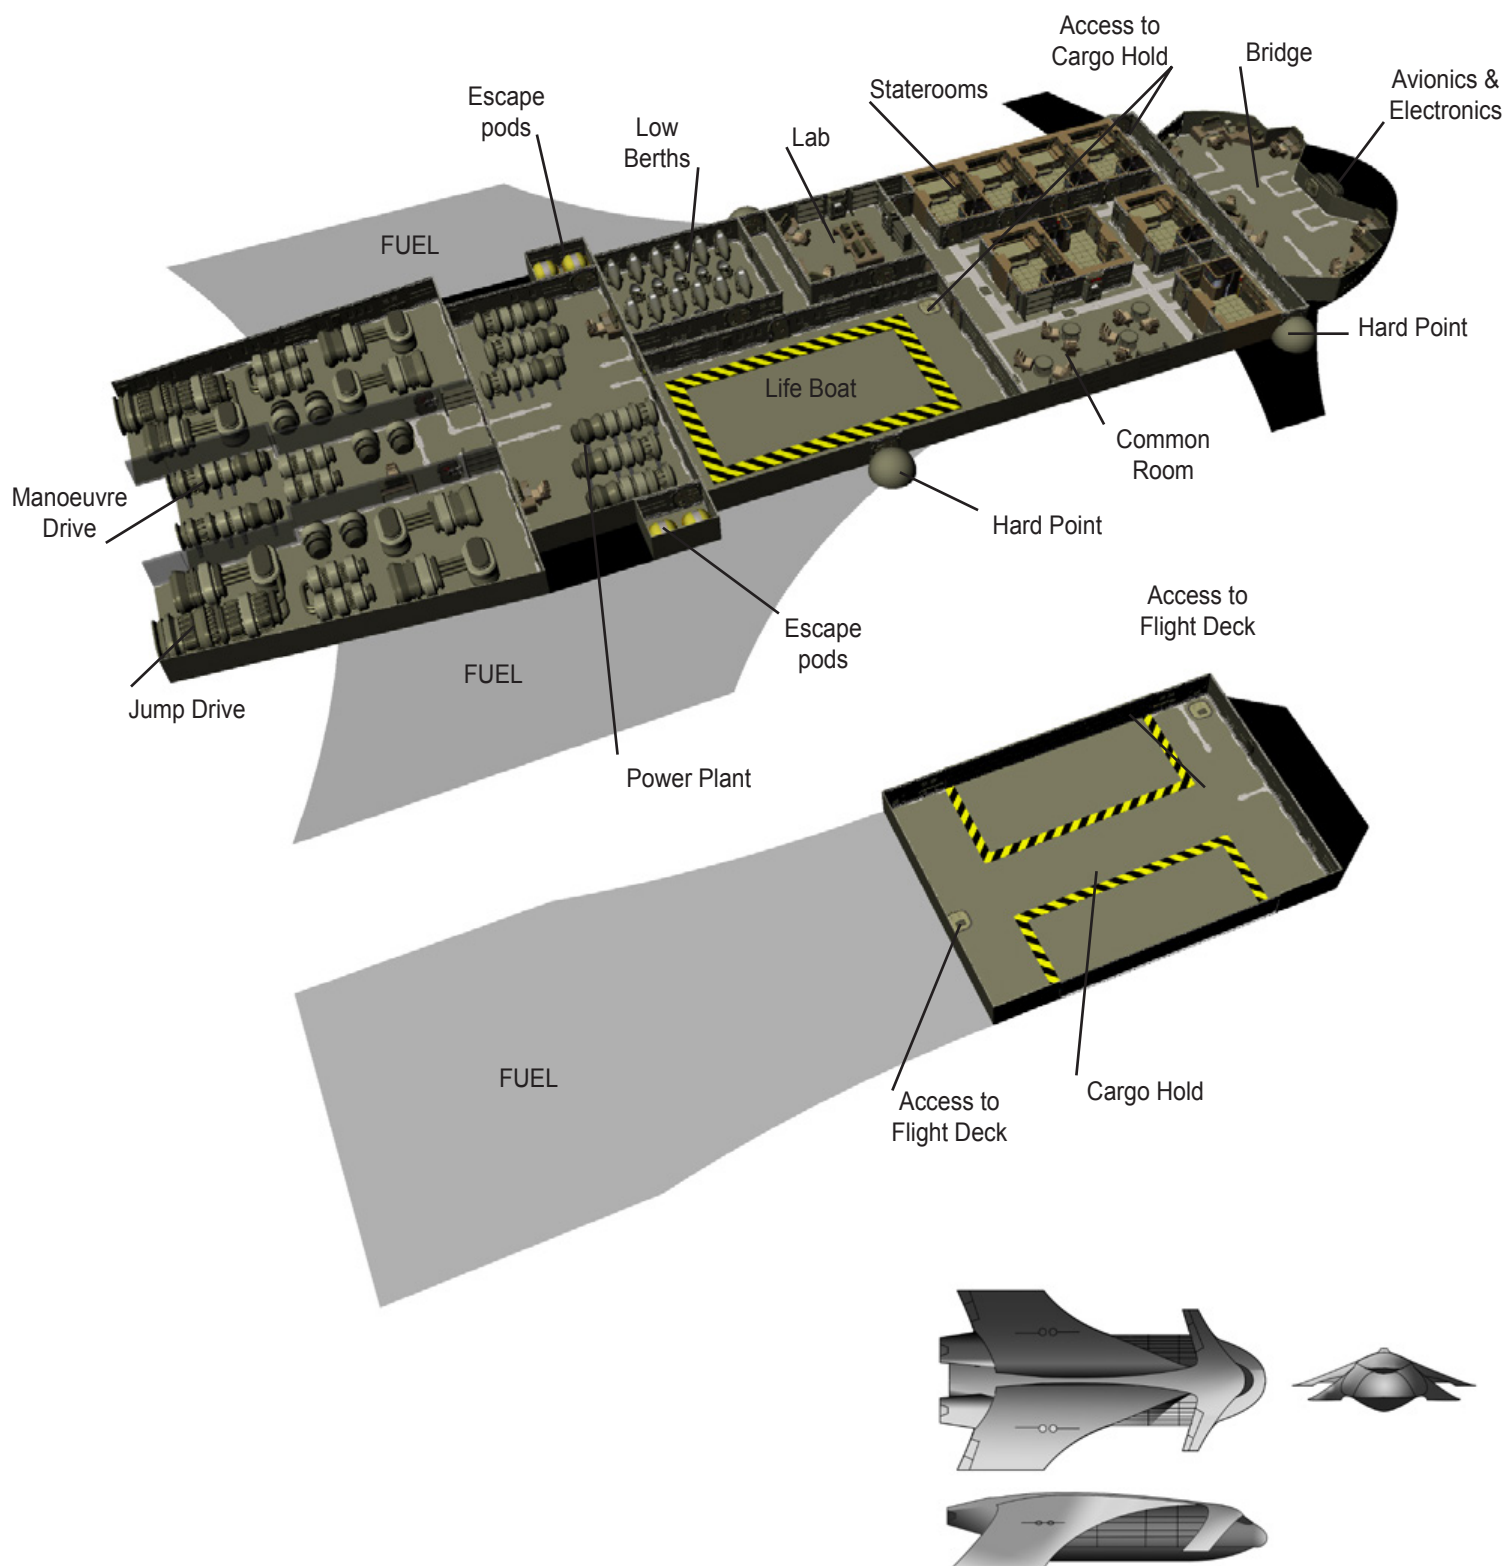 Access to
Cargo Hold
Bridge
Avionics &
Electronics
Staterooms
Escape
pods
Low
Berths
Lab
FUEL
Hard Point
Life Boat
Common
Room
Manoeuvre
Drive
Hard Point
Access to
Flight Deck
Escape
pods
FUEL
Jump Drive
Power Plant
FUEL
Cargo Hold
Access to
Flight Deck